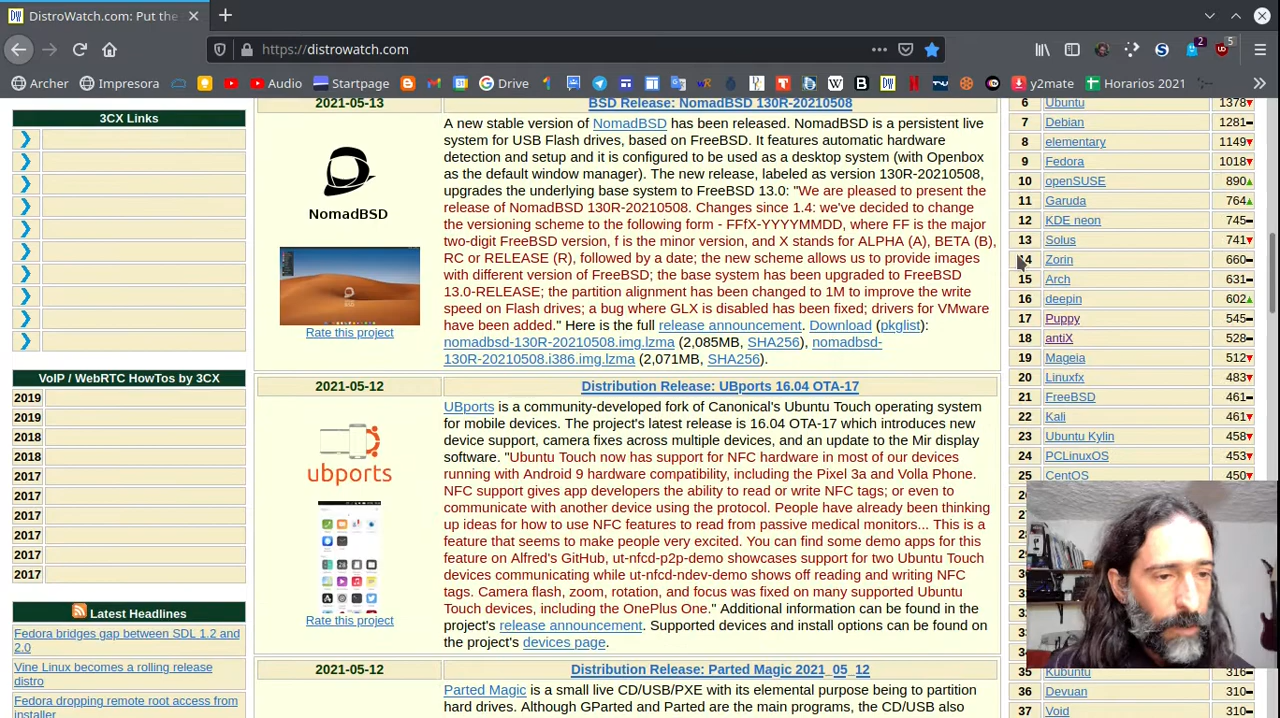 DistroWatch.com: Put the
https://distrowatch.com
2
5
Archer
Impresora
Audio
Startpage
Drive
y2mate
Horarios 2021
3CX Links
VoIP / WebRTC HowTos by 3CX
2019
2019
2018
2018
2017
2017
2017
2017
2017
2017
Latest Headlines
Fedora bridges gap between SDL 1.2 and
2.0
Vine Linux becomes a rolling release
distro
Fedora dropping remote root access from
installer
2021-05-13
BSD Release: NomadBSD 130R-20210508
NomadBSD
Rate this project
A new stable version of NomadBSD has been released. NomadBSD is a persistent live
system for USB Flash drives, based on FreeBSD. It features automatic hardware
detection and setup and it is configured to be used as a desktop system (with Openbox
as the default window manager). The new release, labeled as version 130R-20210508,
upgrades the underlying base system to FreeBSD 13.0: "We are pleased to present the
release of NomadBSD 130R-20210508. Changes since 1.4: we've decided to change
the versioning scheme to the following form - FFfX-YYYYMMDD, where FF is the major
two-digit FreeBSD version, f is the minor version, and X stands for ALPHA (A), BETA (B),
RC or RELEASE (R), followed by a date; the new scheme allows us to provide images
with different version of FreeBSD; the base system has been upgraded to FreeBSD
13.0-RELEASE; the partition alignment has been changed to 1M to improve the write
speed on Flash drives; a bug where GLX is disabled has been fixed; drivers for VMware
have been added." Here is the full release announcement. Download (pkglist):
nomadbsd-130R-20210508.img.lzma (2,085MB, SHA256), nomadbsd-
130R-20210508.i386.img.lzma (2,071MB, SHA256).
2021-05-12
Distribution Release: UBports 16.04 OTA-17
ubports
Rate this project
UBports is a community-developed fork of Canonical's Ubuntu Touch operating system
for mobile devices. The project's latest release is 16.04 OTA-17 which introduces new
device support, camera fixes across multiple devices, and an update to the Mir display
software. "Ubuntu Touch now has support for NFC hardware in most of our devices
running with Android 9 hardware compatibility, including the Pixel 3a and Volla Phone.
NFC support gives app developers the ability to read or write NFC tags; or even to
communicate with another device using the protocol. People have already been thinking
up ideas for how to use NFC features to read from passive medical monitors... This is a
feature that seems to make people very excited. You can find some demo apps for this
feature on Alfred's GitHub, ut-nfcd-p2p-demo showcases support for two Ubuntu Touch
devices communicating while ut-nfcd-ndev-demo shows off reading and writing NFC
tags. Camera flash, zoom, rotation, and focus was fixed on many supported Ubuntu
Touch devices, including the OnePlus One." Additional information can be found in the
project's release announcement. Supported devices and install options can be found on
the project's devices page.
2021-05-12
Distribution Release: Parted Magic 2021_05_12
Parted Magic is a small live CD/USB/PXE with its elemental purpose being to partition
hard drives. Although GParted and Parted are the main programs, the CD/USB also
6 Ubuntu 1378
7 Debian 1281
8 elementary 1149
9 Fedora 1018
10 openSUSE 890
11 Garuda 764
12 KDE neon 745
13 Solus 741
14 Zorin 660
15 Arch 631
16 deepin 602
17 Puppy 545
18 antiX 528
19 Mageia 512
20 Linuxfx 483
21 FreeBSD 461
22 Kali 461
23 Ubuntu Kylin 458
24 PCLinuxOS 453
25 CentOS 450
35 Kubuntu 316
36 Devuan 310
37 Void 310